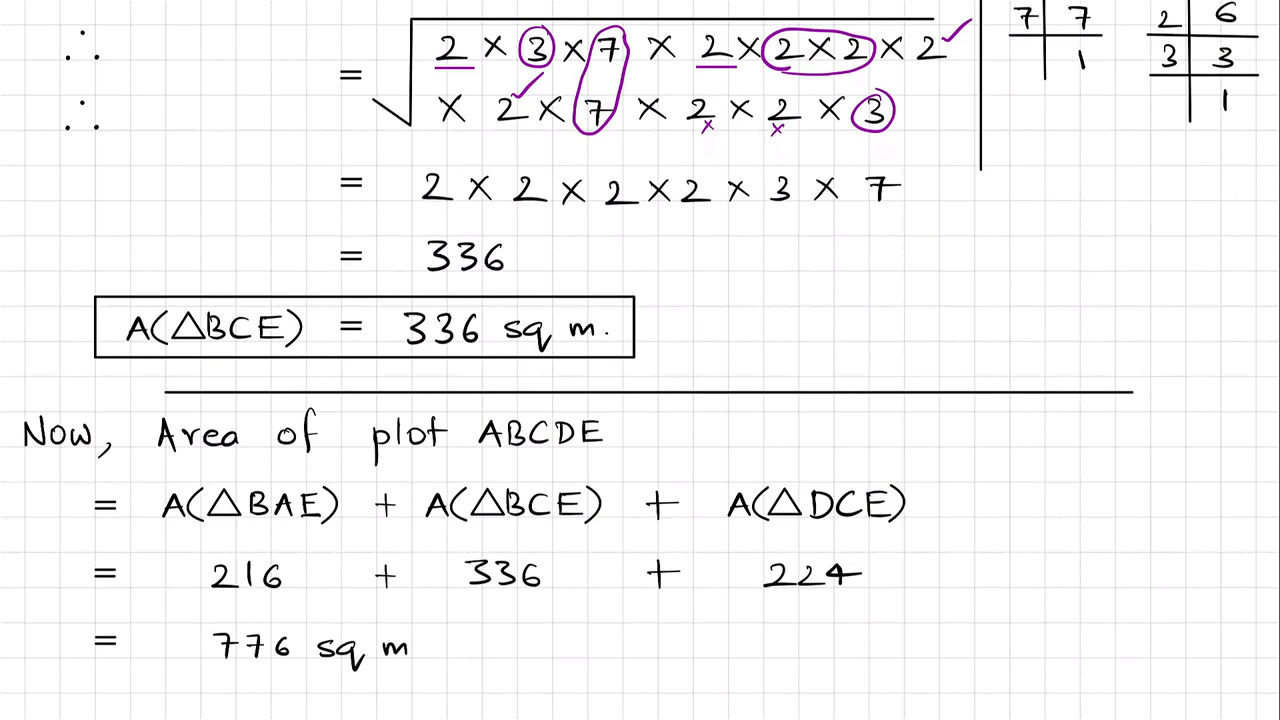 ∴
= √ 2 × 3 × 7 × 2 × 2 × 2 × 2 ✓
∴
× 2 ✓ × 7 × 2 × 2 × 3
× ×
= 2 × 2 × 2 × 2 × 3 × 7
= 336
A(△BCE) = 336 sq m.
Now, Area of plot ABCDE
= A(△BAE) + A(△BCE) + A(△DCE)
= 216 + 336 + 224
= 776 sq m
7 | 7
1
2 | 6
3 | 3
1